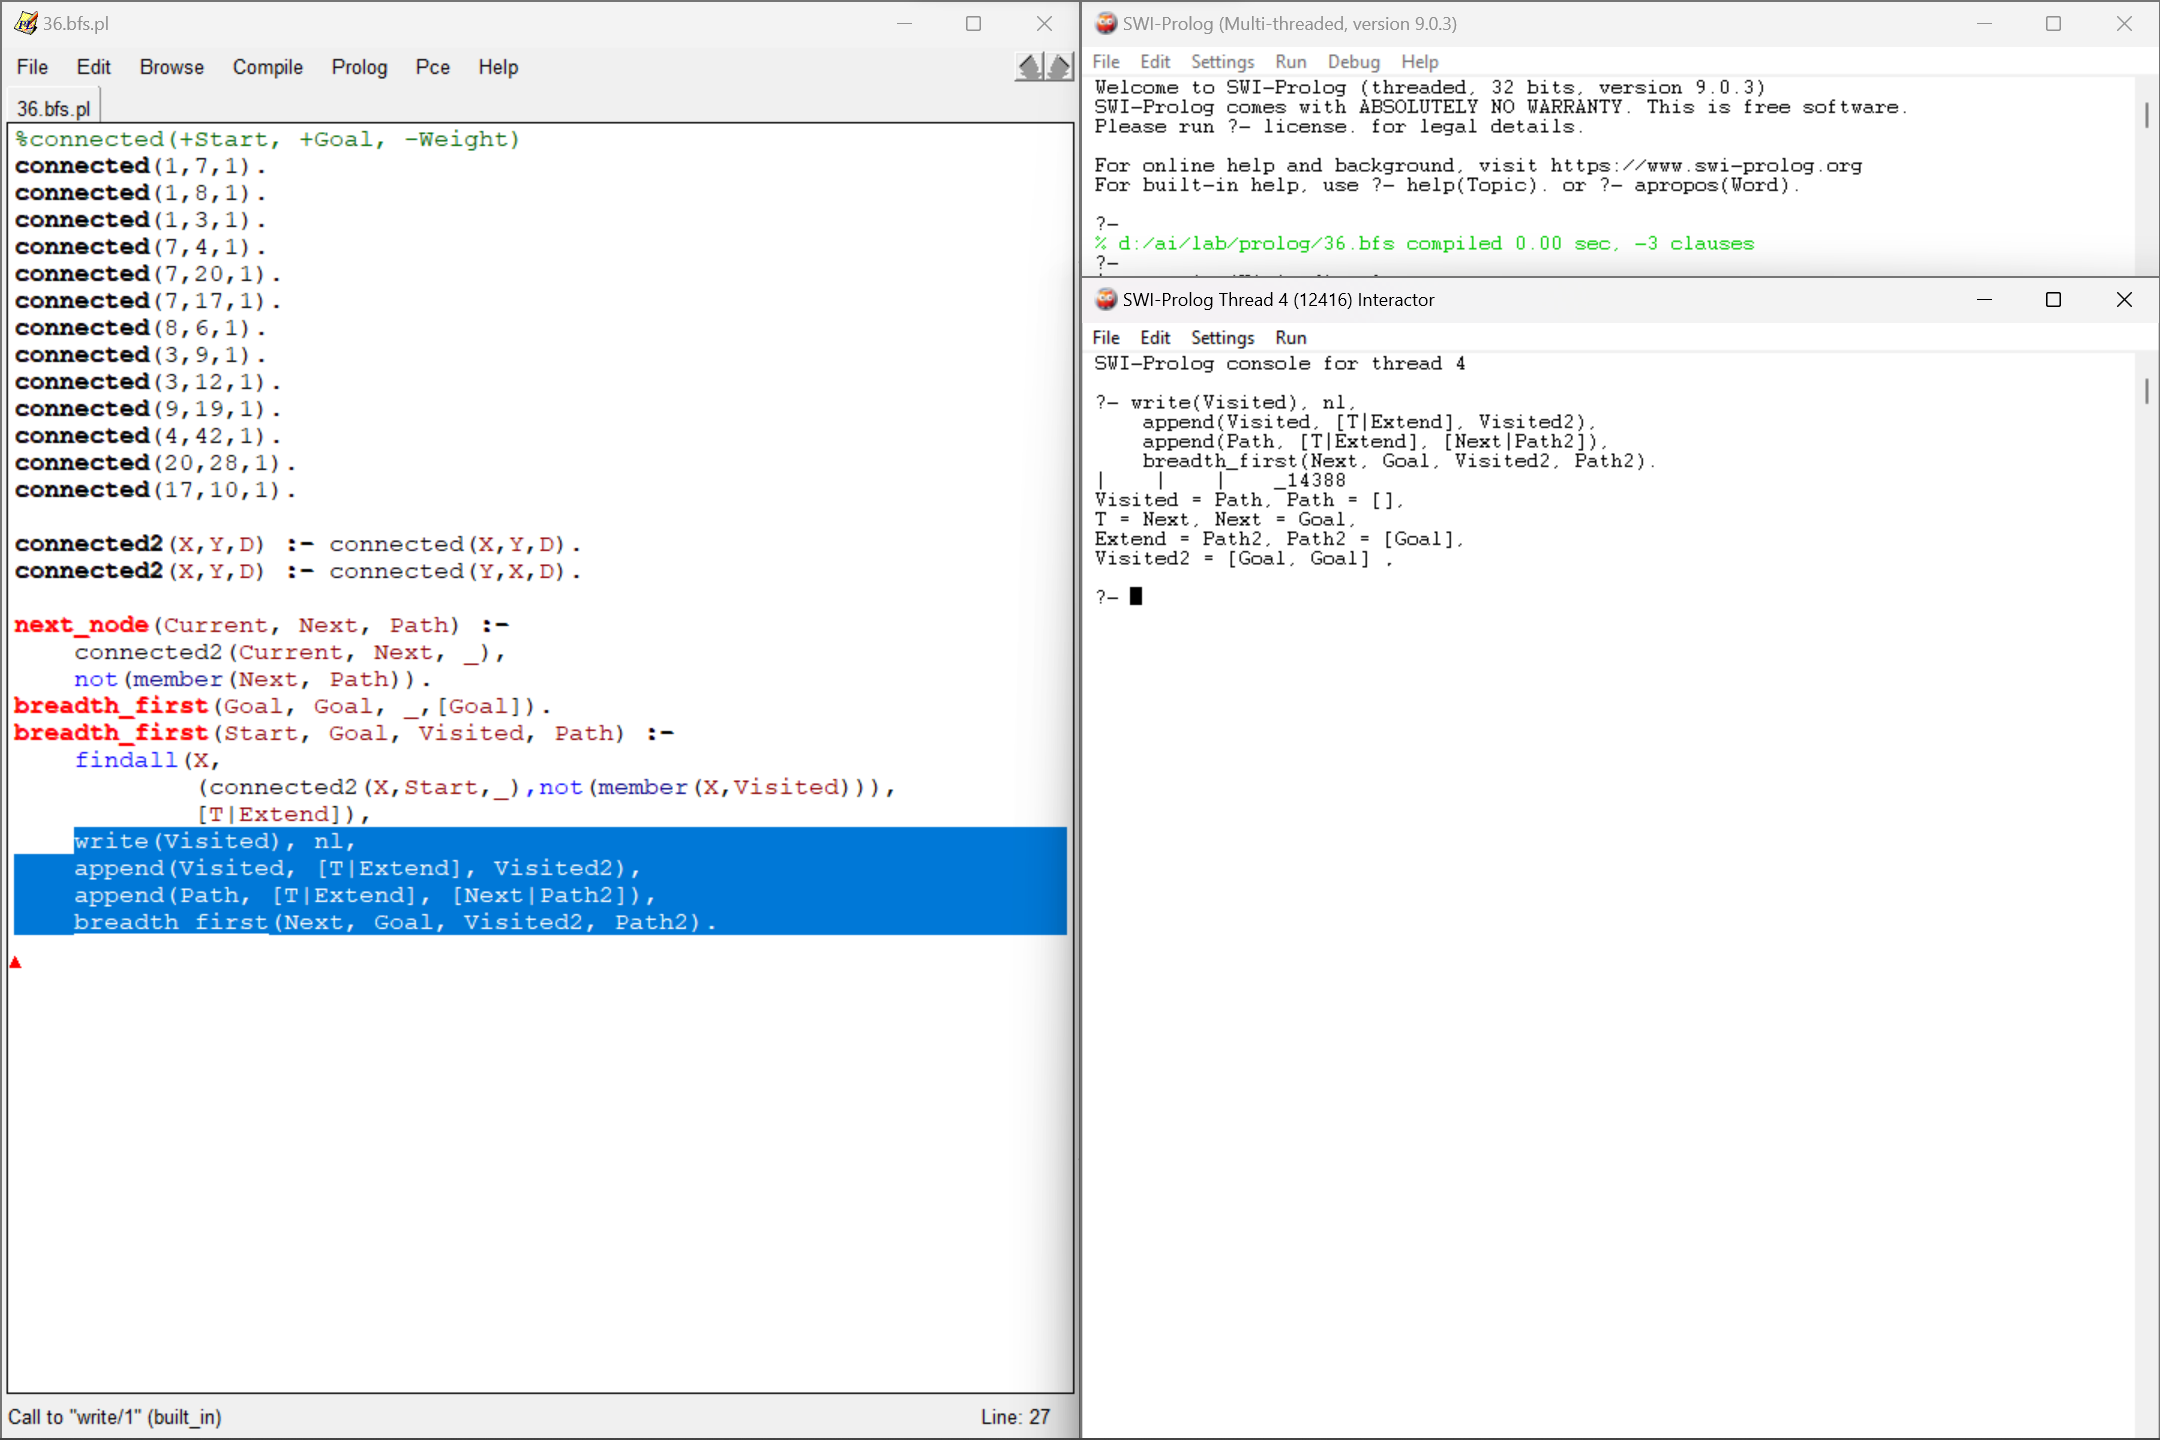 36.bfs.pl
File Edit Browse Compile Prolog Pce Help
36.bfs.pl
%connected(+Start, +Goal, -Weight)
connected(1,7,1).
connected(1,8,1).
connected(1,3,1).
connected(7,4,1).
connected(7,20,1).
connected(7,17,1).
connected(8,6,1).
connected(3,9,1).
connected(3,12,1).
connected(9,19,1).
connected(4,42,1).
connected(20,28,1).
connected(17,10,1).
connected2(X,Y,D) :- connected(X,Y,D).
connected2(X,Y,D) :- connected(Y,X,D).
next_node(Current, Next, Path) :-
connected2(Current, Next, _),
not(member(Next, Path)).
breadth_first(Goal, Goal, _,[Goal]).
breadth_first(Start, Goal, Visited, Path) :-
findall(X,
(connected2(X,Start,_),not(member(X,Visited))),
[T|Extend]),
write(Visited), nl,
append(Visited, [T|Extend], Visited2),
append(Path, [T|Extend], [Next|Path2]),
breadth_first(Next, Goal, Visited2, Path2).
Call to "write/1" (built_in)
Line: 27
SWI-Prolog (Multi-threaded, version 9.0.3)
File Edit Settings Run Debug Help
Welcome to SWI-Prolog (threaded, 32 bits, version 9.0.3)
SWI-Prolog comes with ABSOLUTELY NO WARRANTY. This is free software.
Please run ?- license. for legal details.
For online help and background, visit https://www.swi-prolog.org
For built-in help, use ?- help(Topic). or ?- apropos(Word).
?-
% d:/ai/lab/prolog/36.bfs compiled 0.00 sec, -3 clauses
?-
SWI-Prolog Thread 4 (12416) Interactor
File Edit Settings Run
SWI-Prolog console for thread 4
?- write(Visited), nl,
append(Visited, [T|Extend], Visited2),
append(Path, [T|Extend], [Next|Path2]),
breadth_first(Next, Goal, Visited2, Path2).
| | | _14388
Visited = Path, Path = [],
T = Next, Next = Goal,
Extend = Path2, Path2 = [Goal],
Visited2 = [Goal, Goal] .
?-